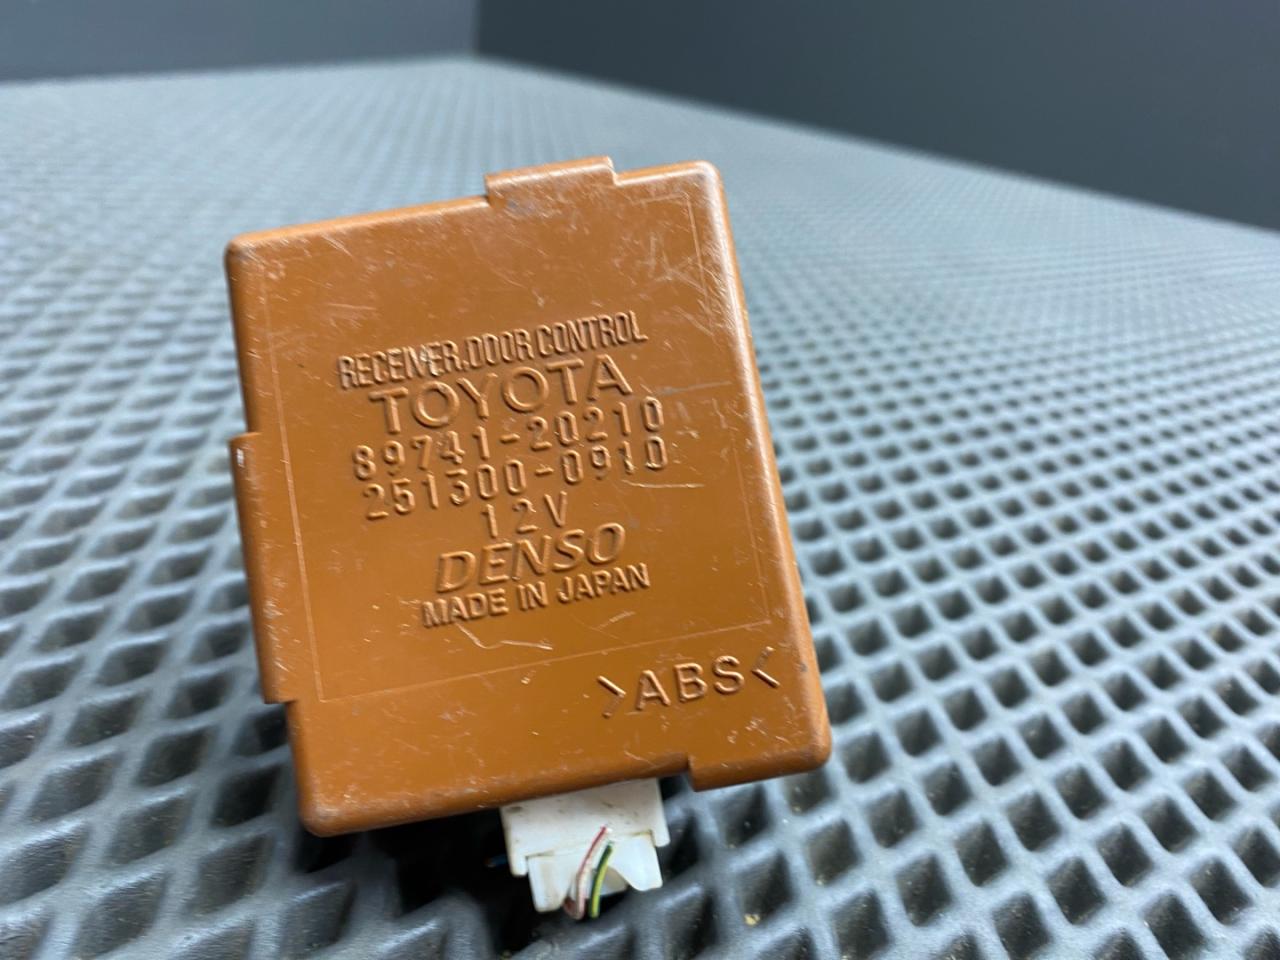 RECEIVER,DOOR CONTROL
TOYOTA
89741-20210
251300-0910
12V
DENSO
MADE IN JAPAN
>ABS<